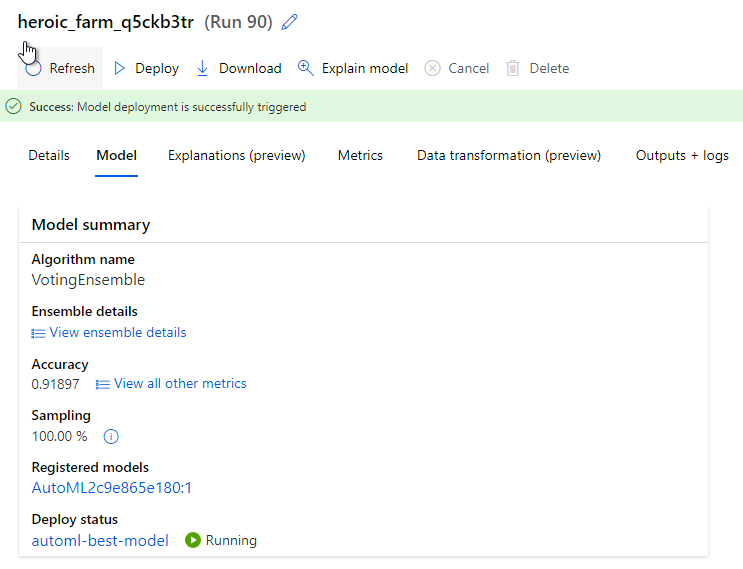 heroic_farm_q5ckb3tr (Run 90)
Refresh Deploy Download Explain model Cancel Delete
Success: Model deployment is successfully triggered
Details Model Explanations (preview) Metrics Data transformation (preview) Outputs + logs
Model summary
Algorithm name
VotingEnsemble
Ensemble details
View ensemble details
Accuracy
0.91897 View all other metrics
Sampling
100.00 %
Registered models
AutoML2c9e865e180:1
Deploy status
automl-best-model Running